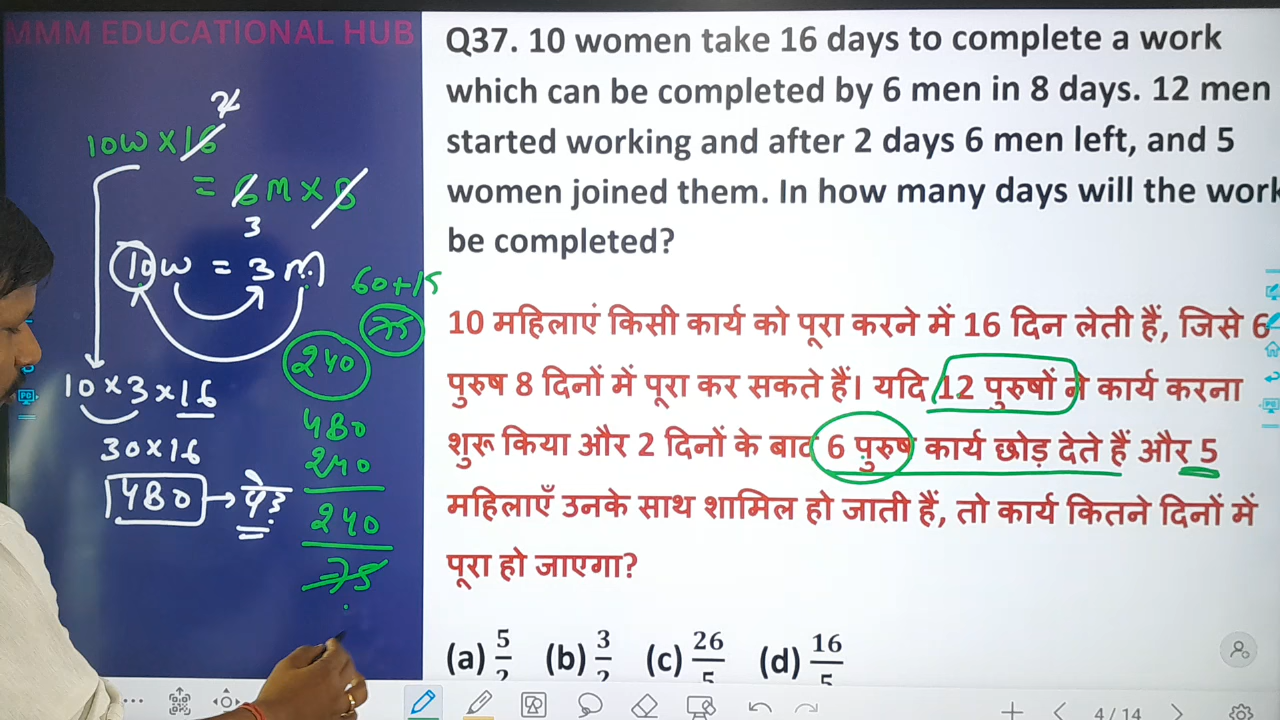 MMM EDUCATIONAL HUB
Q37. 10 women take 16 days to complete a work
which can be completed by 6 men in 8 days. 12 men
started working and after 2 days 6 men left, and 5
women joined them. In how many days will the work
be completed?
10 महिलाएं किसी कार्य को पूरा करने में 16 दिन लेती हैं, जिसे 6
पुरुष 8 दिनों में पूरा कर सकते हैं। यदि 12 पुरुषों ने कार्य करना
शुरू किया और 2 दिनों के बाद 6 पुरुष कार्य छोड़ देते हैं और 5
महिलाएँ उनके साथ शामिल हो जाती हैं, तो कार्य कितने दिनों में
पूरा हो जाएगा?
(a) 5/2 (b) 3/2 (c) 26/5 (d) 16/5
2
10W × 16
= 6M × 8
3
10W = 3M
10 × 3 × 16
30×16
480 →
60+15
75
240
480
240
240
75
4 / 14